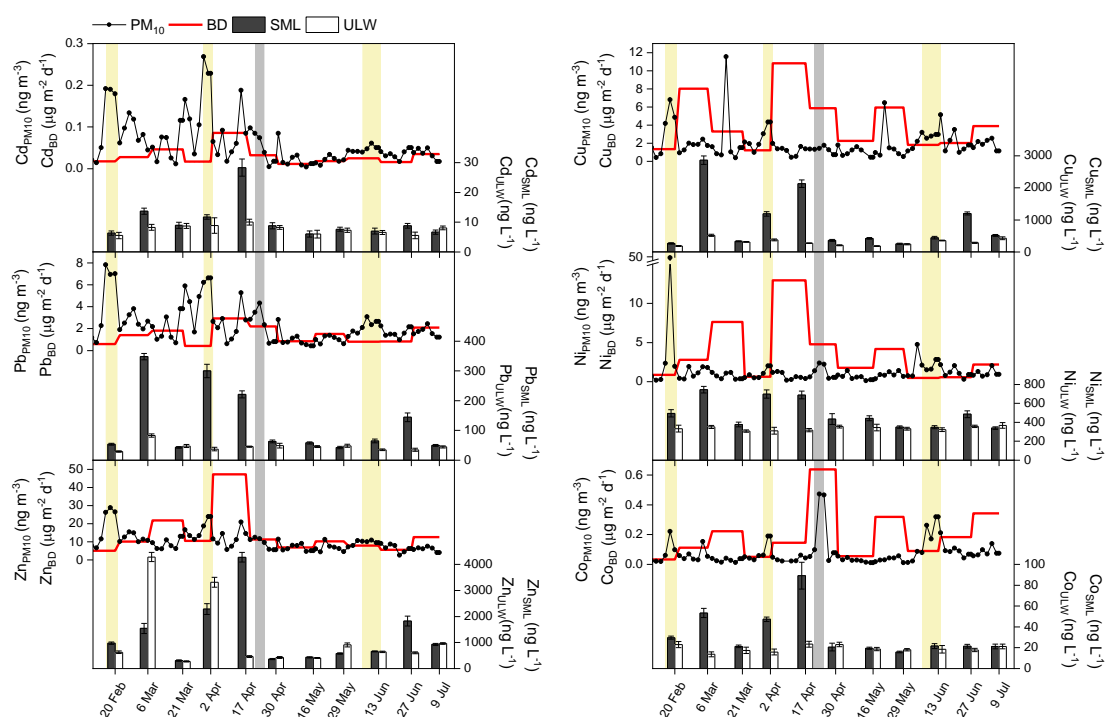 PM10 BD SML ULW
0.3
0.2
0.1
0.0
CdPM10 (ng m-3)
CdBD (µg m-2 d-1)
30
20
10
0
CdSML (ng L-1)
CdULW (ng L-1)
8
6
4
2
0
PbPM10 (ng m-3)
PbBD (µg m-2 d-1)
400
300
200
100
0
PbSML (ng L-1)
PbULW(ng L-1)
50
40
30
20
10
0
ZnPM10 (ng m-3)
ZnBD (µg m-2 d-1)
4000
3000
2000
1000
0
ZnSML (ng L-1)
ZnULW(ng L-1)
20 Feb
6 Mar
21 Mar
2 Apr
17 Apr
30 Apr
16 May
29 May
13 Jun
27 Jun
9 Jul
12
10
8
6
4
2
0
CuPM10 (ng m-3)
CuBD (µg m-2 d-1)
3000
2000
1000
0
CuSML (ng L-1)
CuULW (ng L-1)
50
10
5
0
NiPM10 (ng m-3)
NiBD (µg m-2 d-1)
800
600
400
200
0
NiSML (ng L-1)
NiULW (ng L-1)
0.6
0.4
0.2
0.0
CoPM10 (ng m-3)
CoBD (µg m-2 d-1)
100
80
60
40
20
0
CoSML (ng L-1)
CoULW (ng L-1)
20 Feb
6 Mar
21 Mar
2 Apr
17 Apr
30 Apr
16 May
29 May
13 Jun
27 Jun
9 Jul